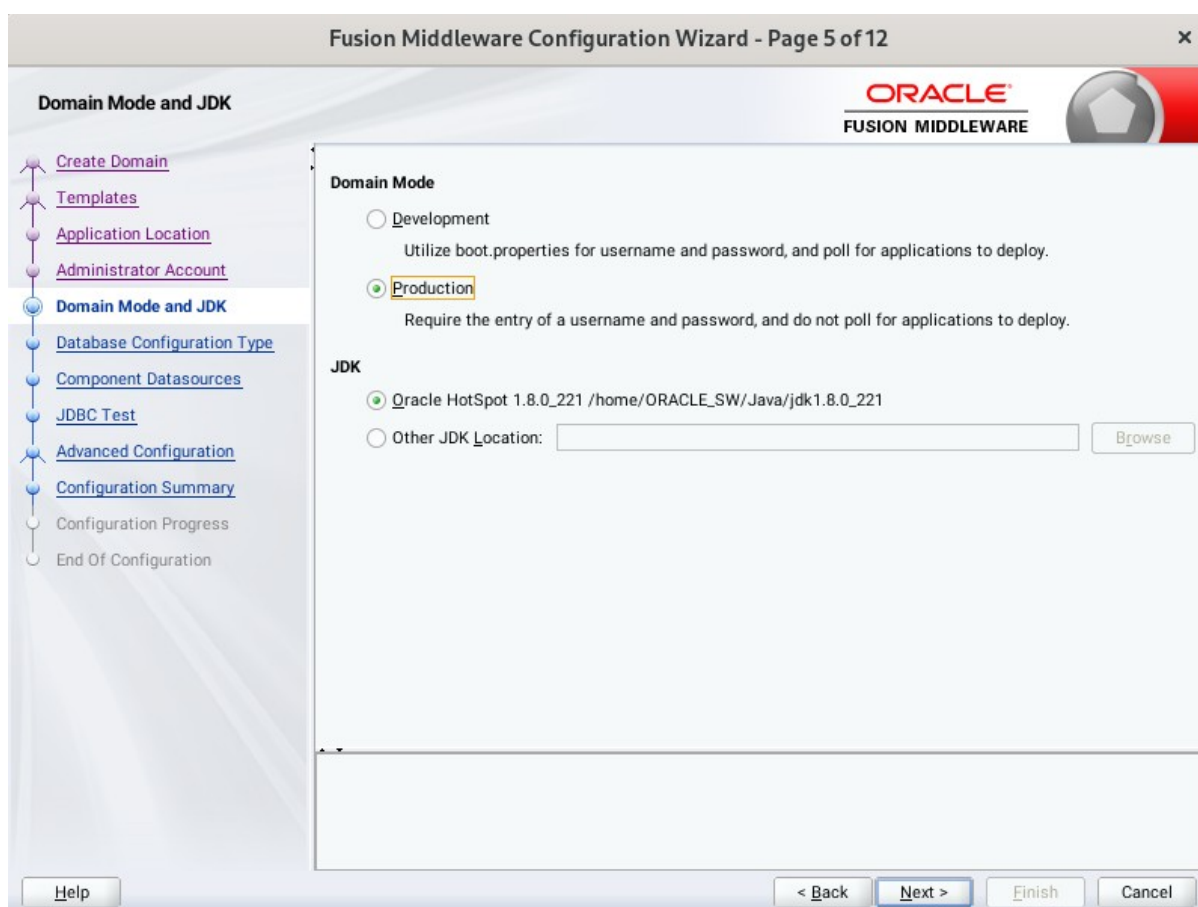 Fusion Middleware Configuration Wizard - Page 5 of 12
Domain Mode and JDK
ORACLE
FUSION MIDDLEWARE
Create Domain
Templates
Application Location
Administrator Account
Domain Mode and JDK
Database Configuration Type
Component Datasources
JDBC Test
Advanced Configuration
Configuration Summary
Configuration Progress
End Of Configuration
Domain Mode
Development
Utilize boot.properties for username and password, and poll for applications to deploy.
Production
Require the entry of a username and password, and do not poll for applications to deploy.
JDK
Oracle HotSpot 1.8.0_221 /home/ORACLE_SW/Java/jdk1.8.0_221
Other JDK Location:
Browse
Help
< Back
Next >
Finish
Cancel